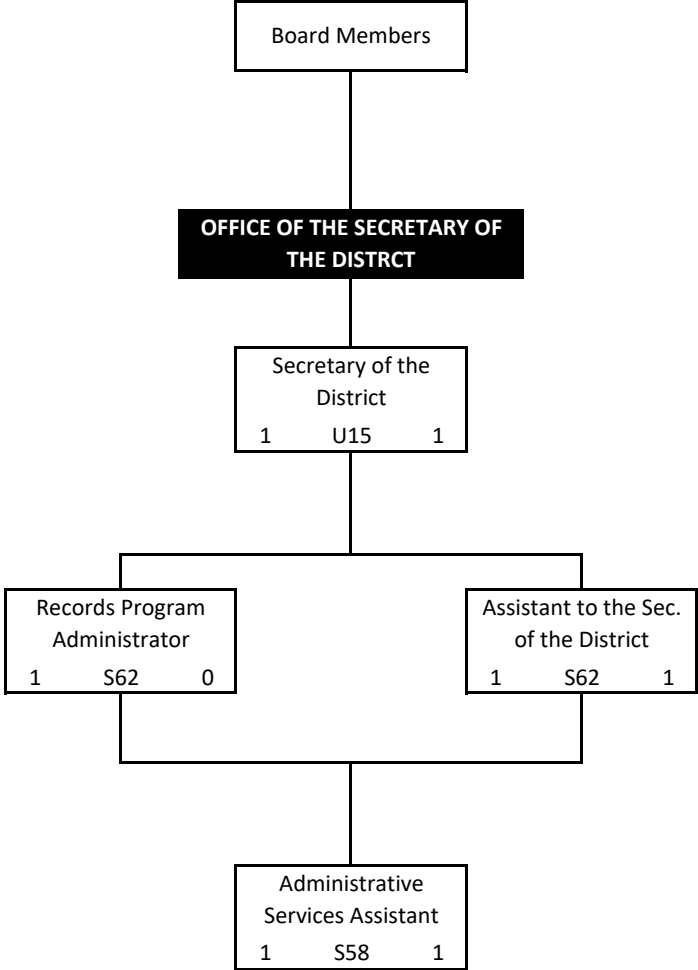 Board Members
OFFICE OF THE SECRETARY OF
THE DISTRCT
Secretary of the
District
1 U15 1
Records Program
Administrator
1 S62 0
Assistant to the Sec.
of the District
1 S62 1
Administrative
Services Assistant
1 S58 1